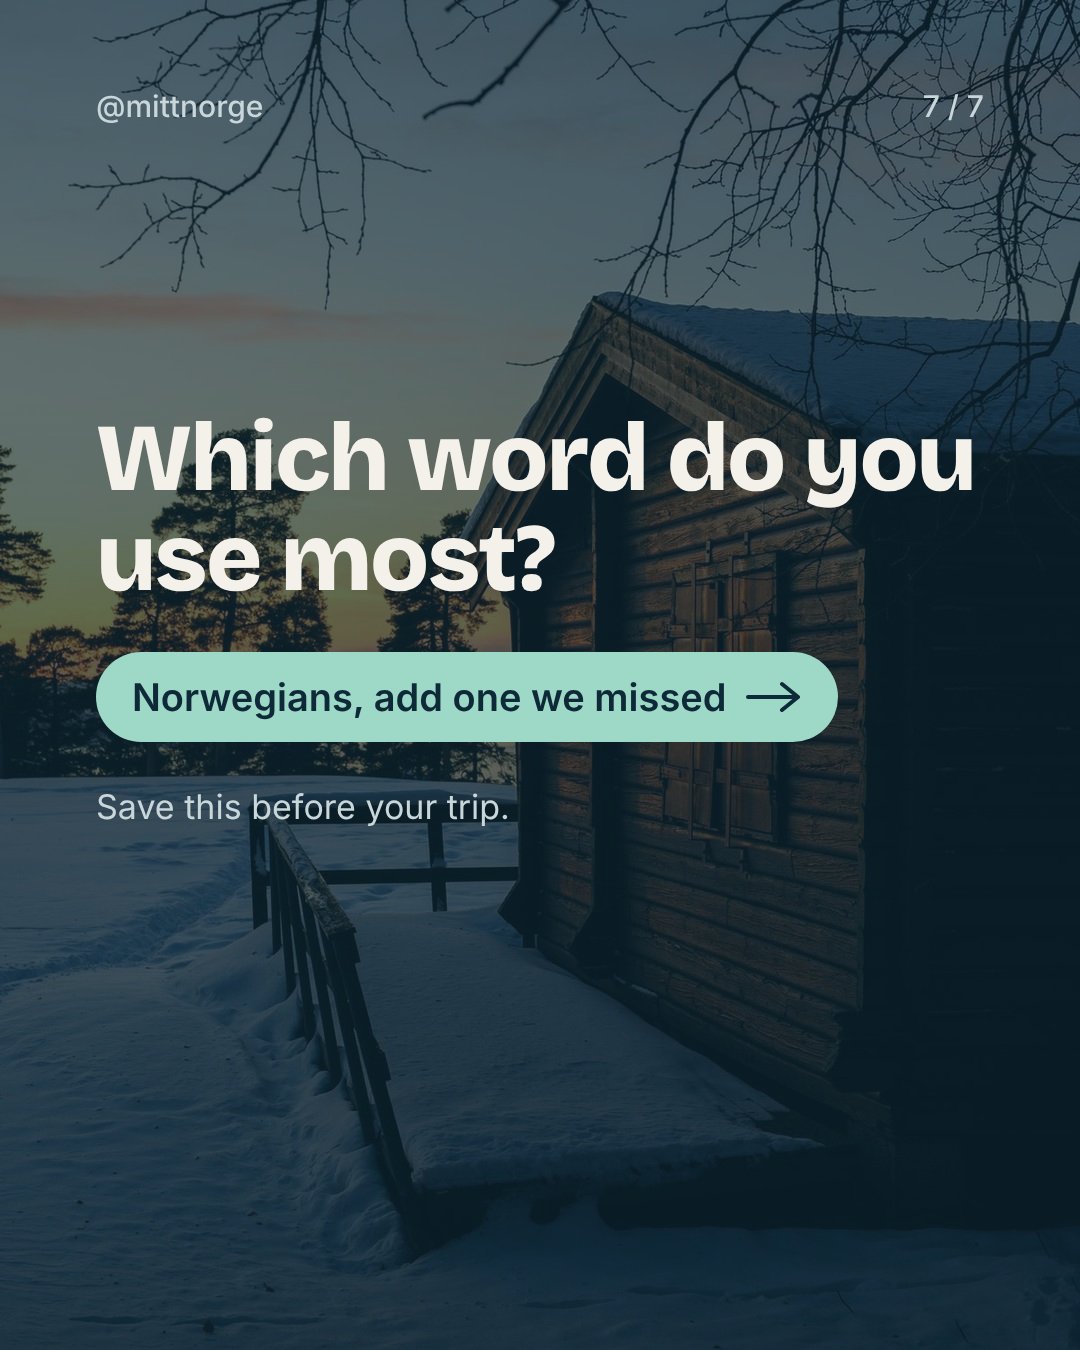 @mittnorge
7 / 7
Which word do you
use most?
Norwegians, add one we missed →
Save this before your trip.